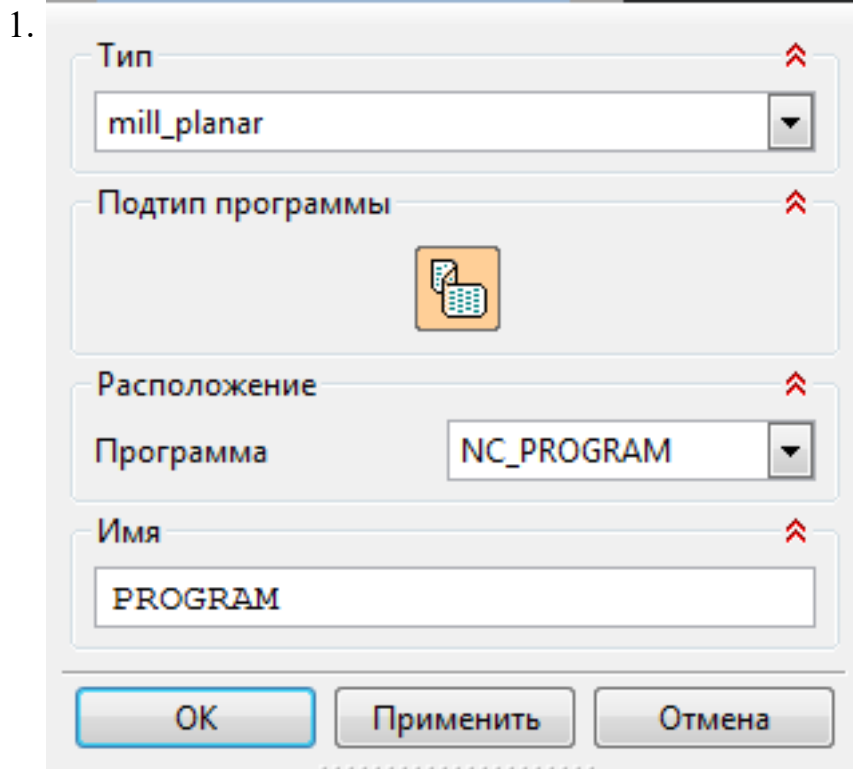 1.
Тип
mill_planar
Подтип программы
Расположение
Программа NC_PROGRAM
Имя
PROGRAM
OK Применить Отмена